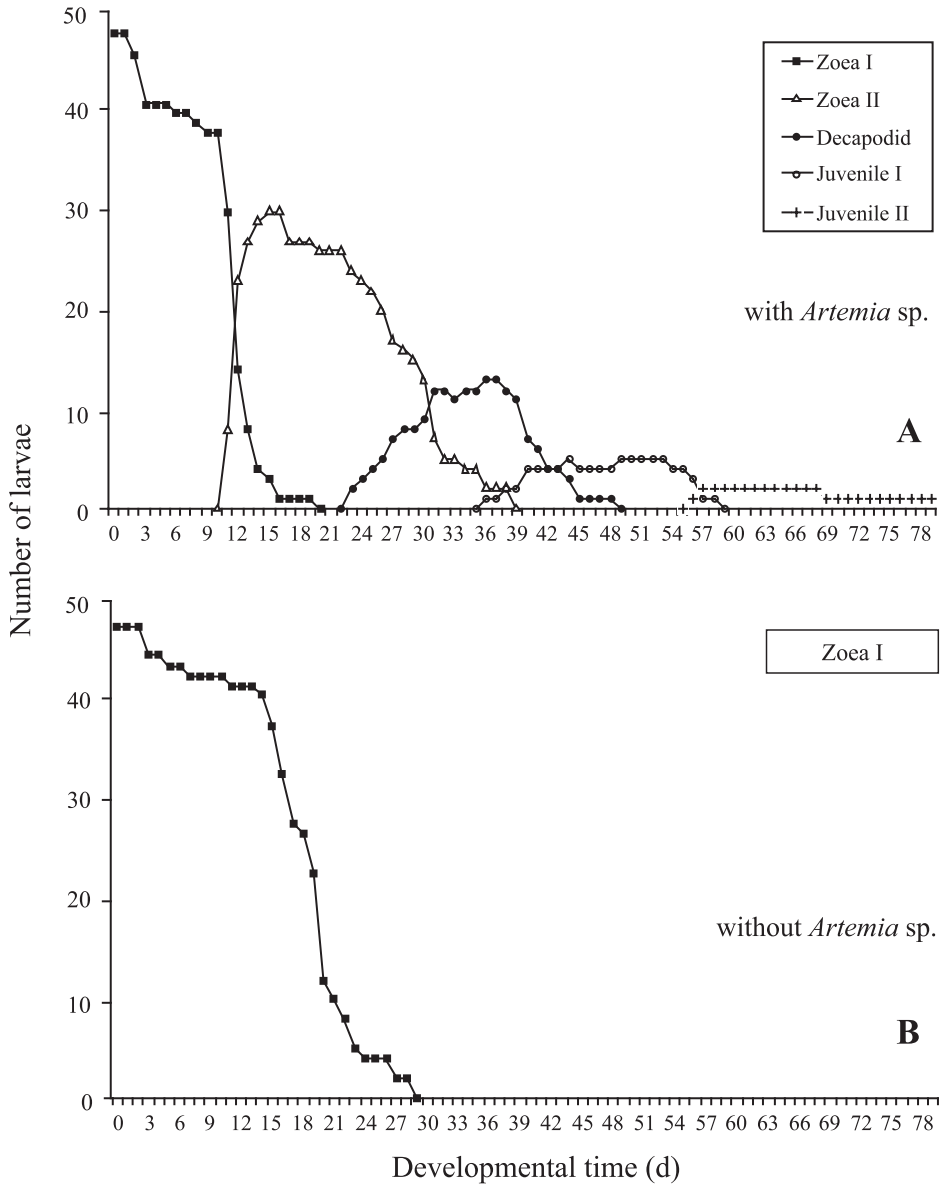 50
40
30
20
10
0
Zoea I
Zoea II
Decapodid
Juvenile I
Juvenile II
with Artemia sp.
A
0 3 6 9 12 15 18 21 24 27 30 33 36 39 42 45 48 51 54 57 63 63 66 69 72 75 78
Number of larvae
50
40
30
20
10
0
Zoea I
without Artemia sp.
B
0 3 6 9 12 15 18 21 24 27 30 33 36 39 42 45 48 51 54 57 60 63 66 69 72 75 78
Developmental time (d)